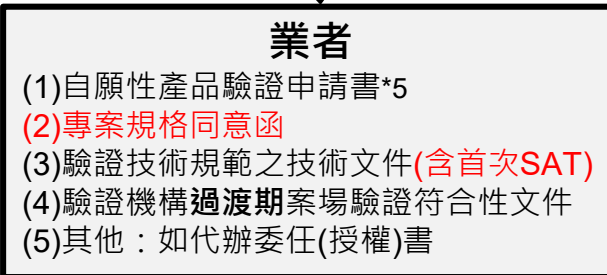 業者
(1)自願性產品驗證申請書*5
(2)專案規格同意函
(3)驗證技術規範之技術文件(含首次SAT)
(4)驗證機構過渡期案場驗證符合性文件
(5)其他：如代辦委任(授權)書